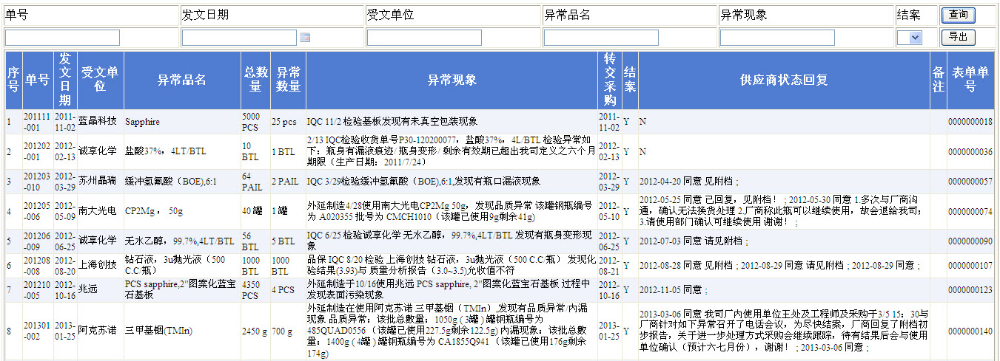 单号 发文日期 受文单位 异常品名 异常现象 结案 查询
导出
序号 单号 发文日期 受文单位 异常品名 总数量 异常数量 异常现象 转交采购 结案 供应商状态回复 备注 表单单号
1 201111-001 2011-11-02 蓝晶科技 Sapphire 5000 PCS 25 pcs IQC 11/2 检验基板发现有未真空包装现象 2011-11-02 Y N 0000000018
2 201202-001 2012-02-13 诚享化学 盐酸37%，4LT/BTL 10 BTL 1 BTL 2/13 IQC检验收货单号P30-120200077，盐酸37%，4L/BTL 检验异常如
下：瓶身有漏液痕迹/ 瓶身变形/ 剩余有效期已超出我司定义之六个月
期限（生产日期：2011/7/24） 2012-02-13 Y N 0000000036
3 201203-010 2012-03-29 苏州晶瑞 缓冲氢氟酸（BOE),6:1 64 PAIL 2 PAIL IQC 3/29检验缓冲氢氟酸（BOE),6:1,发现有瓶口漏液现象 2012-03-29 Y 2012-04-20 同意 见附档 ; 0000000057
4 201205-006 2012-05-09 南大光电 CP2Mg ， 50g 40 罐 1 罐 外延制造4/28使用南大光电CP2Mg 50g，发现品质异常 该罐钢瓶编号
为 A020355 批号为 CMCH1010（该罐已使用9g剩余41g) 2012-05-10 Y 2012-05-25 同意 已回复，见附档！ ; 2012-05-30 同意 1.多次与厂商沟
通，确认无法换货处理 2.厂商称此瓶可以继续使用，故会退给我司；
3.请使用部门确认可继续使用 谢谢！ ; 0000000074
5 201206-009 2012-06-25 诚享化学 无水乙醇，99.7%,4LT/BTL 56 BTL 5 BTL IQC 6/25 检验诚享化学 无水乙醇，99.7%,4LT/BTL 发现有瓶身变形现
象 2012-06-25 Y 2012-07-03 同意 请见附档 ; 0000000090
6 201208-008 2012-08-20 上海创技 钻石液，3u抛光液（500 C.C/瓶） 1000 BTL 1000 BTL 品保 IQC 8/20 检验 上海创技 钻石液，3u抛光液（500 C.C/瓶） 发现化
验结果(3.93)与 质量分析报告（3.0~3.5)允收值不符 2012-08-21 Y 2012-08-28 同意 见附档 ; 2012-08-29 同意 请见附档 ; 2012-08-29 同意 ; 0000000107
7 201210-005 2012-10-16 兆远 PCS sapphire,2"图案化蓝宝石基板 4350 PCS 4 PCS 外延制造于10/16使用兆远 PCS sapphire, 2"图案化蓝宝石基板 过程中
发现表面污染现象 2012-10-16 Y 2012-11-05 同意 ; 0000000123
8 201301-002 2013-01-25 阿克苏诺 三甲基铟(TMIn) 2450 g 700 g 外延制造在使用阿克苏诺 三甲基铟（TMIn）,发现有品质异常/内漏
现象 品质异常：该批总數量：1050g ( 3罐 ) 罐钢瓶编号为
485QUAD0556 （该罐已使用227.5g剩余122.5g) 内漏现象：该批总數
量：1400g ( 4罐 ) 罐钢瓶编号为 CA1855Q941 （该罐已使用176g剩余
174g) 2013-01-25 Y 2013-03-06 同意 我司厂内使用单位王处及工程师及采购于3/5 15：30与
厂商针对如下异常召开了电话会议，为尽快结案，厂商回复了附档初
步报告，关于进一步处理方式采购会继续跟踪，待有结果后会与使用
单位确认（预计六七月份），谢谢！ ; 2013-03-06 同意 ; 0000000140